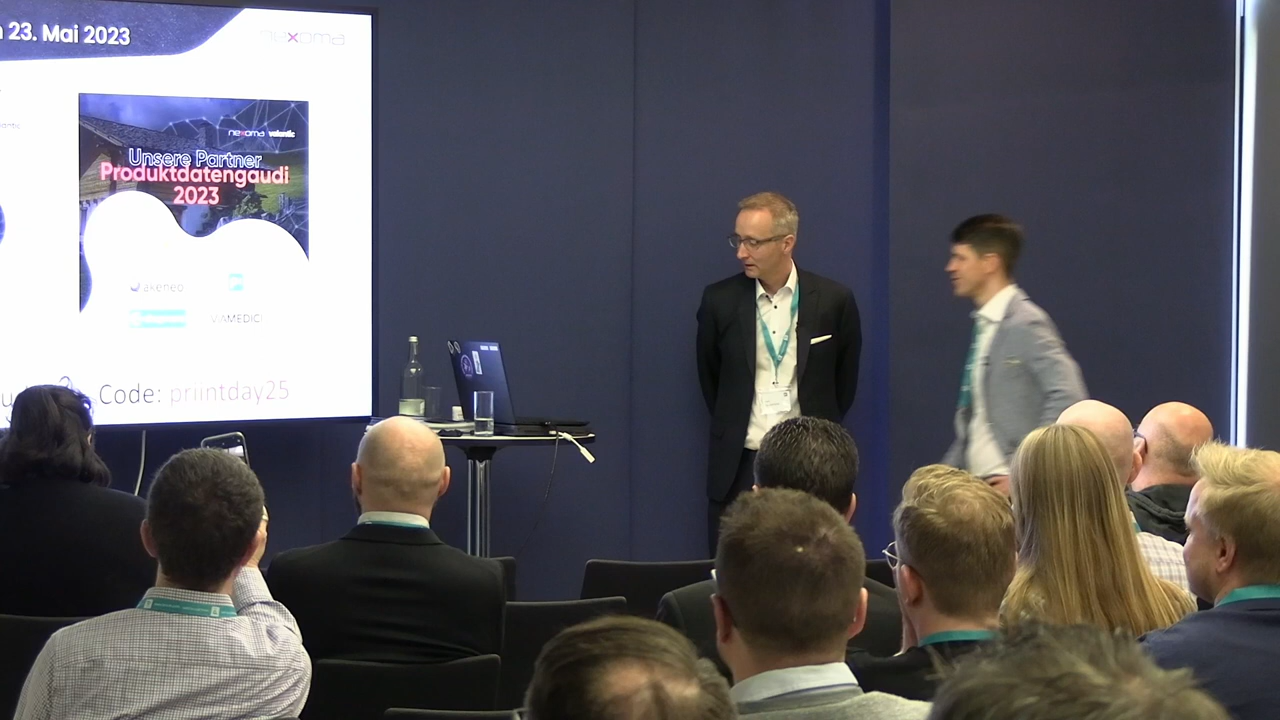 23. Mai 2023
nexoma
nexoma valantic
Unsere Partner
Produktdatengaudi
2023
akeneo
VIAMEDICI
Code: priintday25